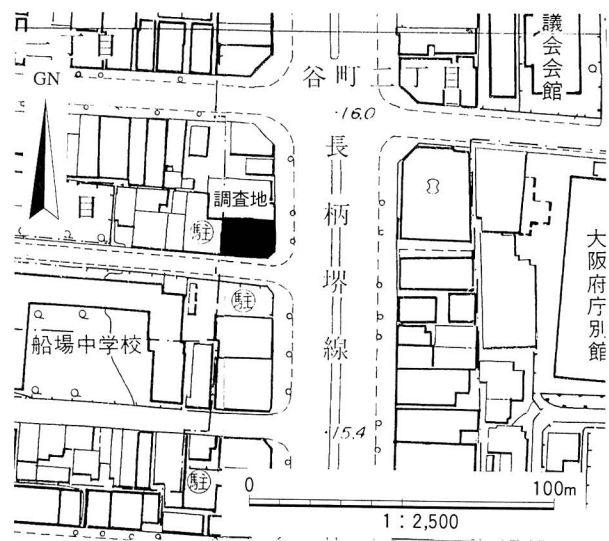 議会会館
二
目
GN
谷町二丁目
·16.0
長柄堺線
調査地
目
駐
大阪府庁別館
駐
船場中学校
·15.4
駐
0 100m
1:2,500